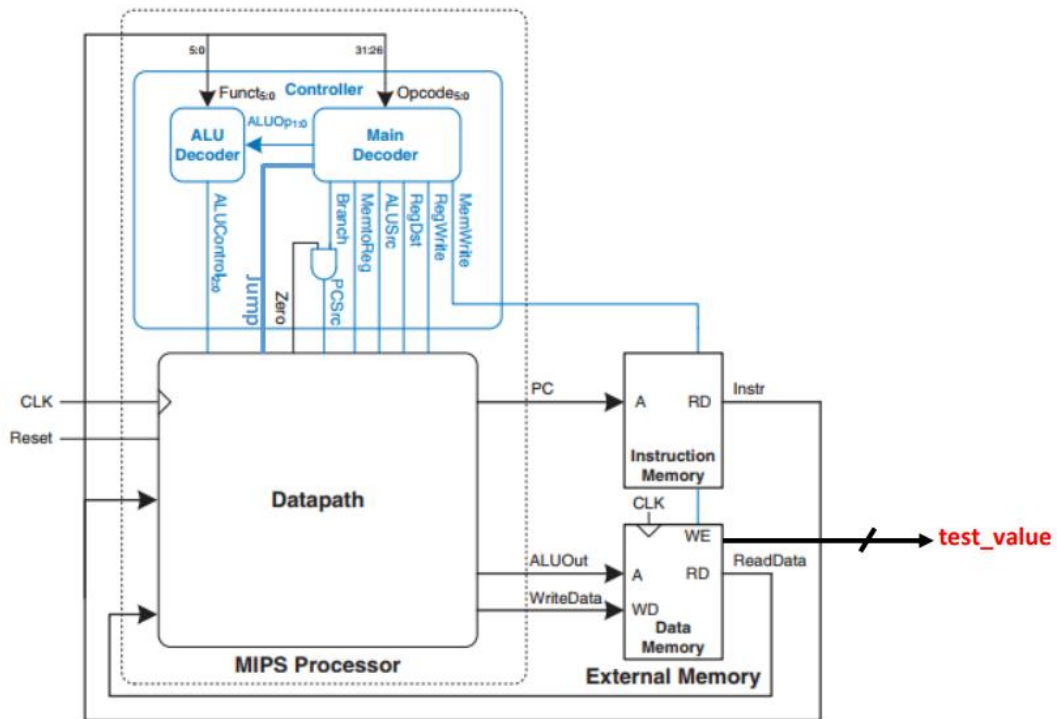 5:0
31:26
Controller
Funct5:0
Opcode5:0
ALUOp1:0
ALU
Decoder
Main
Decoder
ALUControl2:0
Jump
Zero
Branch
PCSrc
MemtoReg
ALUSrc
RegDst
RegWrite
MemWrite
CLK
Reset
Datapath
MIPS Processor
PC
A
RD
Instr
Instruction
Memory
CLK
WE
test_value
ALUOut
A
RD
ReadData
WriteData
WD
Data
Memory
External Memory